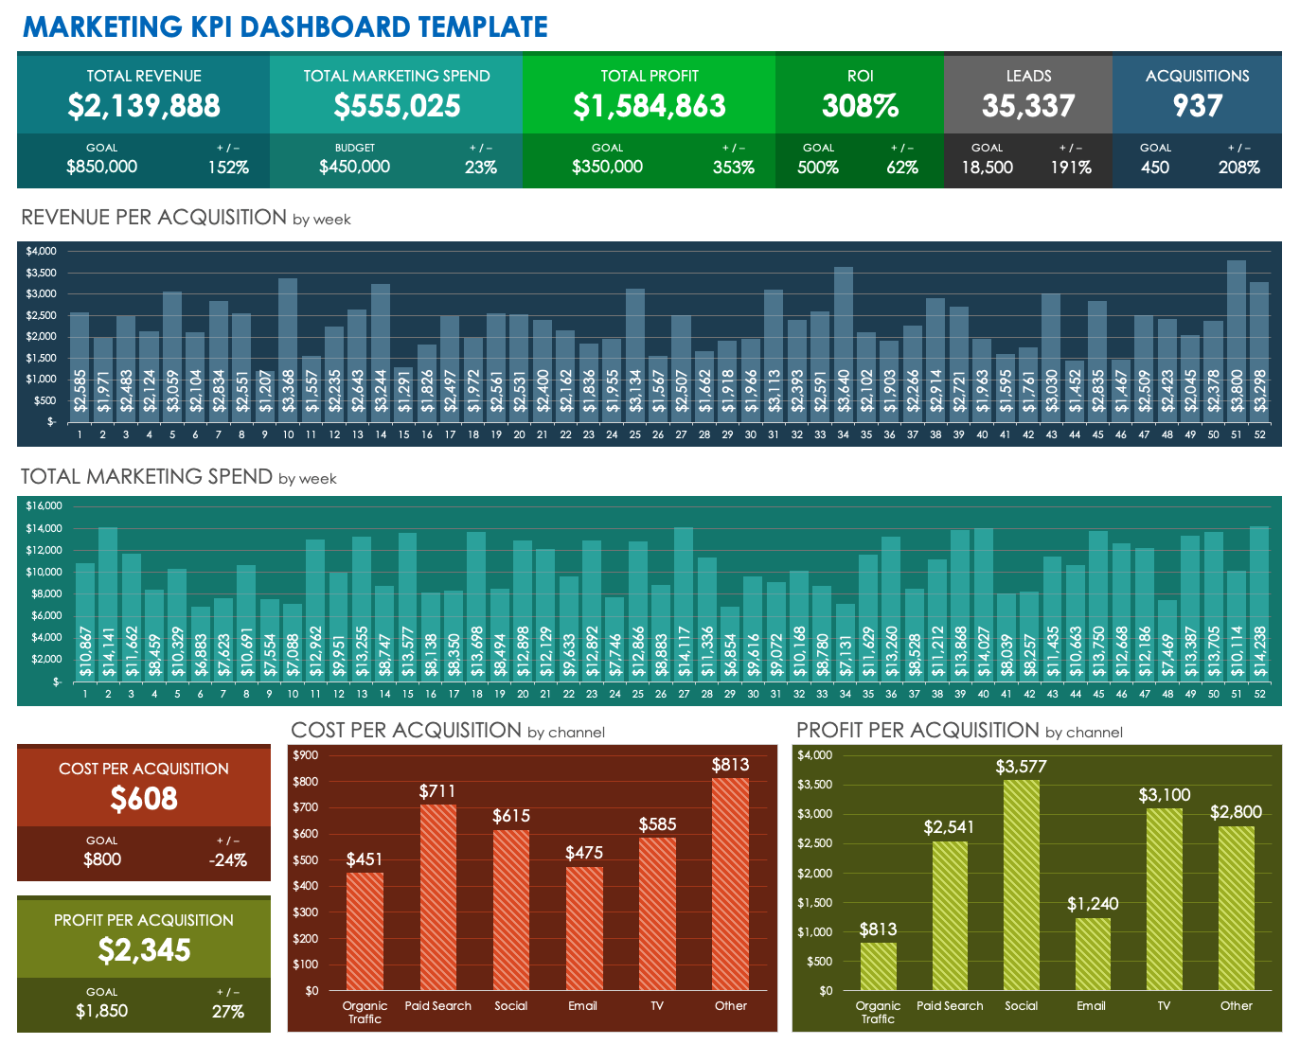 MARKETING KPI DASHBOARD TEMPLATE
TOTAL REVENUE
$2,139,888
GOAL +/–
$850,000 152%
TOTAL MARKETING SPEND
$555,025
BUDGET +/–
$450,000 23%
TOTAL PROFIT
$1,584,863
GOAL +/–
$350,000 353%
ROI
308%
GOAL +/–
500% 62%
LEADS
35,337
GOAL +/–
18,500 191%
ACQUISITIONS
937
GOAL +/–
450 208%
REVENUE PER ACQUISITION by week
$4,000
$3,500
$3,000
$2,500
$2,000
$1,500
$1,000
$500
$-
$2,585 $1,971 $2,483 $2,124 $3,059 $2,104 $2,834 $2,551 $1,207 $3,368 $1,557 $2,235 $2,643 $3,244 $1,291 $1,826 $2,497 $1,972 $2,561 $2,531 $2,400 $2,162 $1,836 $1,955 $3,134 $1,567 $2,507 $1,662 $1,918 $1,966 $3,113 $2,393 $2,591 $3,640 $2,102 $1,903 $2,266 $2,914 $2,721 $1,963 $1,595 $1,761 $3,030 $1,452 $2,835 $1,467 $2,509 $2,423 $2,045 $2,378 $3,800 $3,298
1 2 3 4 5 6 7 8 9 10 11 12 13 14 15 16 17 18 19 20 21 22 23 24 25 26 27 28 29 30 31 32 33 34 35 36 37 38 39 40 41 42 43 44 45 46 47 48 49 50 51 52
TOTAL MARKETING SPEND by week
$16,000
$14,000
$12,000
$10,000
$8,000
$6,000
$4,000
$2,000
$-
$10,867 $14,141 $11,662 $8,459 $10,329 $6,883 $7,623 $10,691 $7,554 $7,088 $12,962 $9,951 $13,255 $8,747 $13,577 $8,138 $8,350 $13,698 $8,494 $12,898 $12,129 $9,633 $12,892 $7,746 $12,866 $8,883 $14,117 $11,336 $6,854 $9,616 $9,072 $10,168 $8,780 $7,131 $11,629 $13,260 $8,528 $11,212 $13,868 $14,027 $8,039 $8,257 $11,435 $10,663 $13,750 $12,668 $12,186 $7,469 $13,387 $13,705 $10,114 $14,238
1 2 3 4 5 6 7 8 9 10 11 12 13 14 15 16 17 18 19 20 21 22 23 24 25 26 27 28 29 30 31 32 33 34 35 36 37 38 39 40 41 42 43 44 45 46 47 48 49 50 51 52
COST PER ACQUISITION
$608
GOAL +/–
$800 -24%
PROFIT PER ACQUISITION
$2,345
GOAL +/–
$1,850 27%
COST PER ACQUISITION by channel
$900
$800
$700
$600
$500
$400
$300
$200
$100
$0
$451 $711 $615 $475 $585 $813
Organic Traffic Paid Search Social Email TV Other
PROFIT PER ACQUISITION by channel
$4,000
$3,500
$3,000
$2,500
$2,000
$1,500
$1,000
$500
$0
$813 $2,541 $3,577 $1,240 $3,100 $2,800
Organic Traffic Paid Search Social Email TV Other